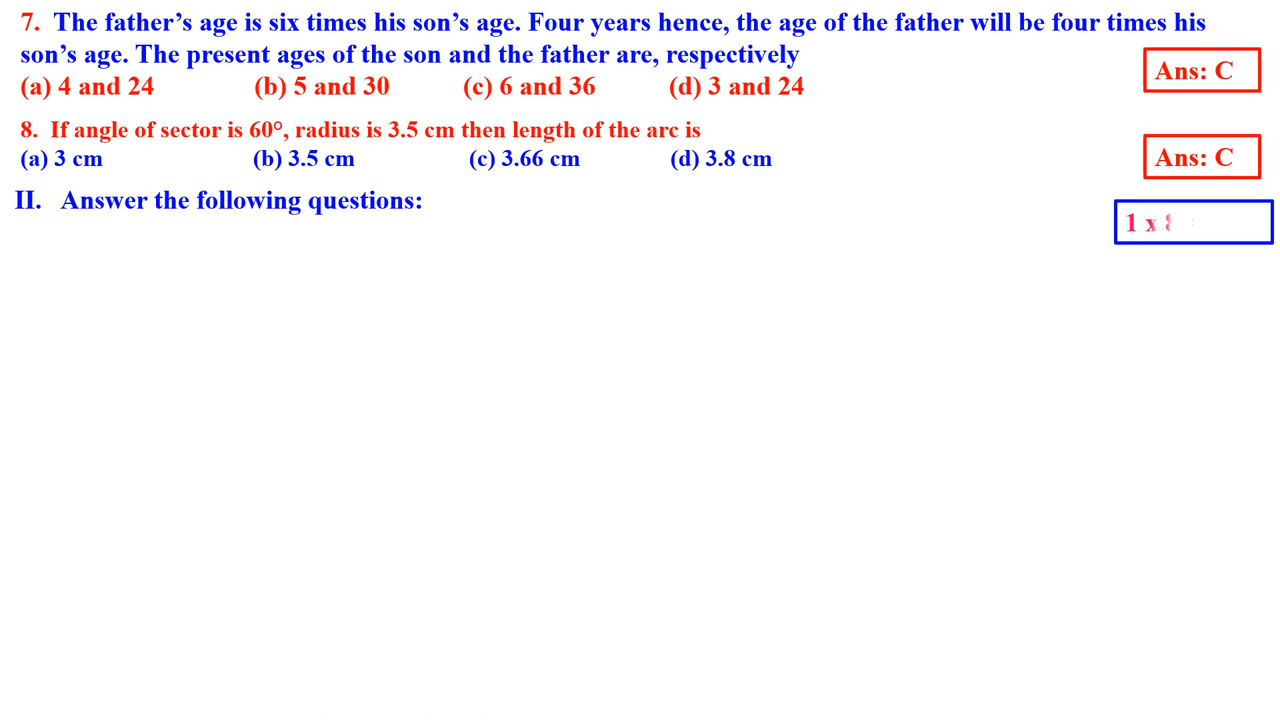 7. The father’s age is six times his son’s age. Four years hence, the age of the father will be four times his
son’s age. The present ages of the son and the father are, respectively
Ans: C
(a) 4 and 24 (b) 5 and 30 (c) 6 and 36 (d) 3 and 24
8. If angle of sector is 60°, radius is 3.5 cm then length of the arc is
Ans: C
(a) 3 cm (b) 3.5 cm (c) 3.66 cm (d) 3.8 cm
II. Answer the following questions:
1 x